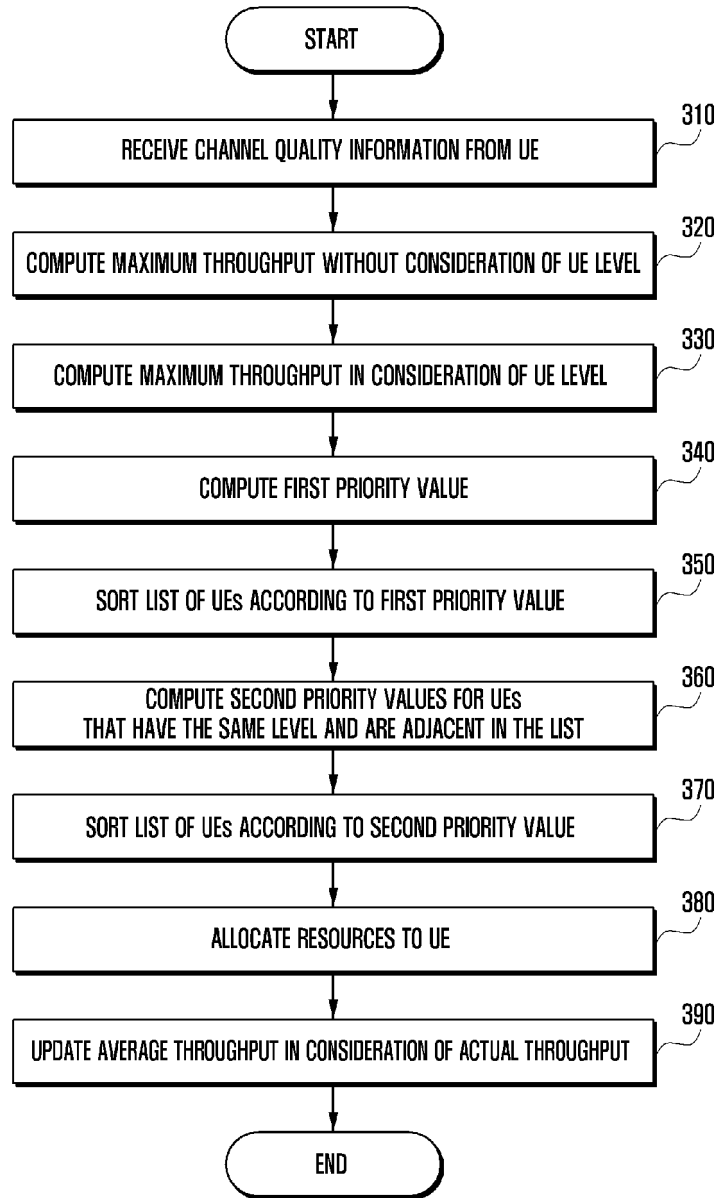 START
310
RECEIVE CHANNEL QUALITY INFORMATION FROM UE
320
COMPUTE MAXIMUM THROUGHPUT WITHOUT CONSIDERATION OF UE LEVEL
330
COMPUTE MAXIMUM THROUGHPUT IN CONSIDERATION OF UE LEVEL
340
COMPUTE FIRST PRIORITY VALUE
350
SORT LIST OF UEs ACCORDING TO FIRST PRIORITY VALUE
360
COMPUTE SECOND PRIORITY VALUES FOR UEs
THAT HAVE THE SAME LEVEL AND ARE ADJACENT IN THE LIST
370
SORT LIST OF UEs ACCORDING TO SECOND PRIORITY VALUE
380
ALLOCATE RESOURCES TO UE
390
UPDATE AVERAGE THROUGHPUT IN CONSIDERATION OF ACTUAL THROUGHPUT
END